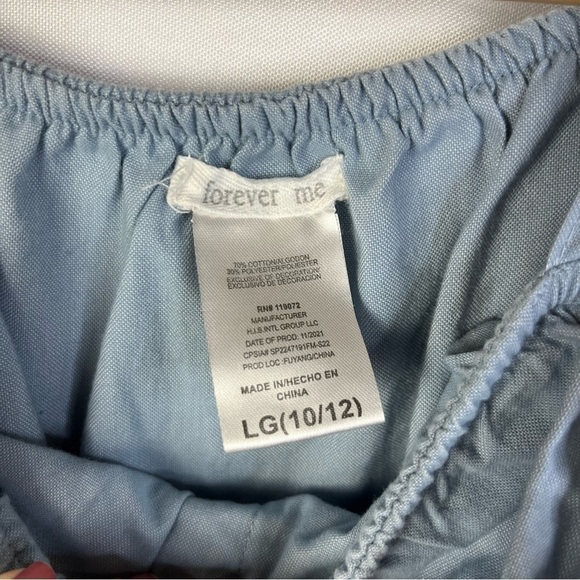 forever me
70% COTTON/ALGODON
30% POLYESTER/POLIESTER
EXCLUSIVE OF DECORATION/
EXCLUSIVO DE DECORACION
RN# 119072
MANUFACTURER
H.I.S.INTL GROUP LLC
DATE OF PROD: 11/2021
CPSIA# SP2247191FM-S22
PROD LOC :FUYANG/CHINA
MADE IN/HECHO EN
CHINA
LG(10/12)